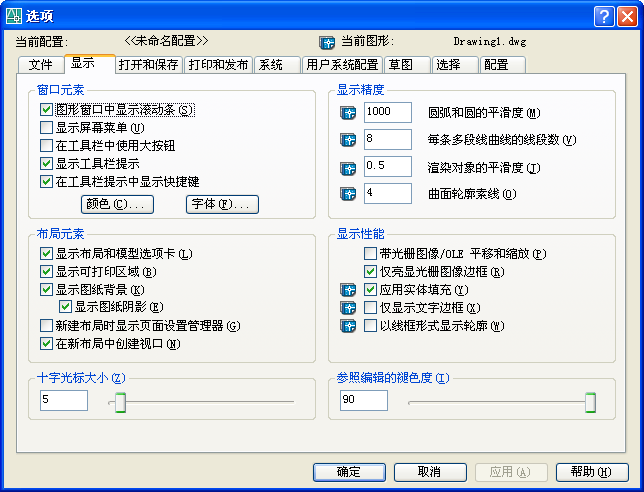 选项
当前配置: <<未命名配置>> 当前图形: Drawing1.dwg
文件 显示 打开和保存 打印和发布 系统 用户系统配置 草图 选择 配置
窗口元素
图形窗口中显示滚动条(S)
显示屏幕菜单(U)
在工具栏中使用大按钮
显示工具栏提示
在工具栏提示中显示快捷键
颜色(C)... 字体(F)...
显示精度
1000 圆弧和圆的平滑度(M)
8 每条多段线曲线的线段数(V)
0.5 渲染对象的平滑度(J)
4 曲面轮廓素线(O)
布局元素
显示布局和模型选项卡(L)
显示可打印区域(B)
显示图纸背景(K)
显示图纸阴影(E)
新建布局时显示页面设置管理器(G)
在新布局中创建视口(N)
显示性能
带光栅图像/OLE 平移和缩放(P)
仅亮显光栅图像边框(R)
应用实体填充(Y)
仅显示文字边框(X)
以线框形式显示轮廓(W)
十字光标大小(Z)
5
参照编辑的褪色度(I)
90
确定 取消 应用(A) 帮助(H)